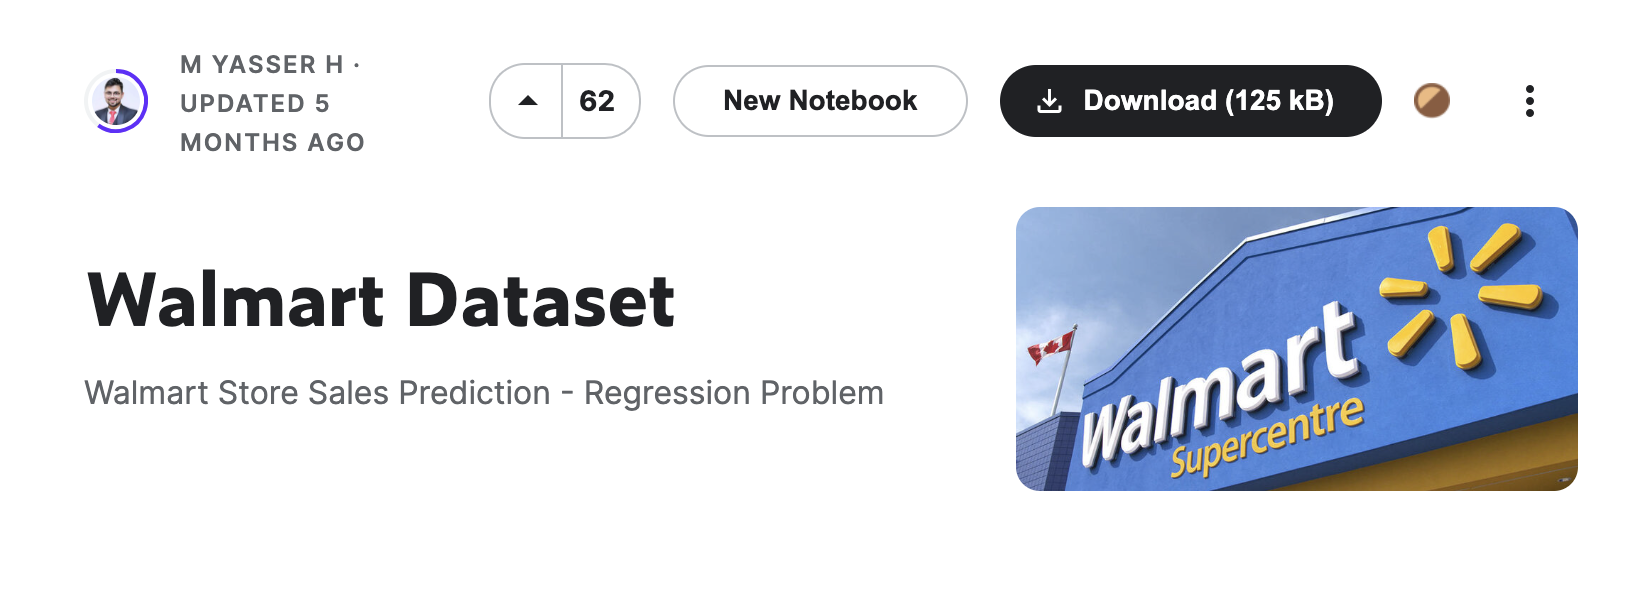 M YASSER H ·
UPDATED 5
MONTHS AGO
62
New Notebook
Download (125 kB)
Walmart Dataset
Walmart Store Sales Prediction - Regression Problem
Walmart
Supercentre